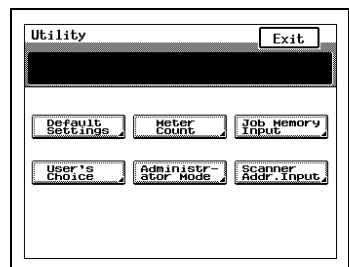 Utility Exit
Default Meter Job Memory
Settings Count Input
User's Administr- Scanner
Choice ator Mode Addr.Input